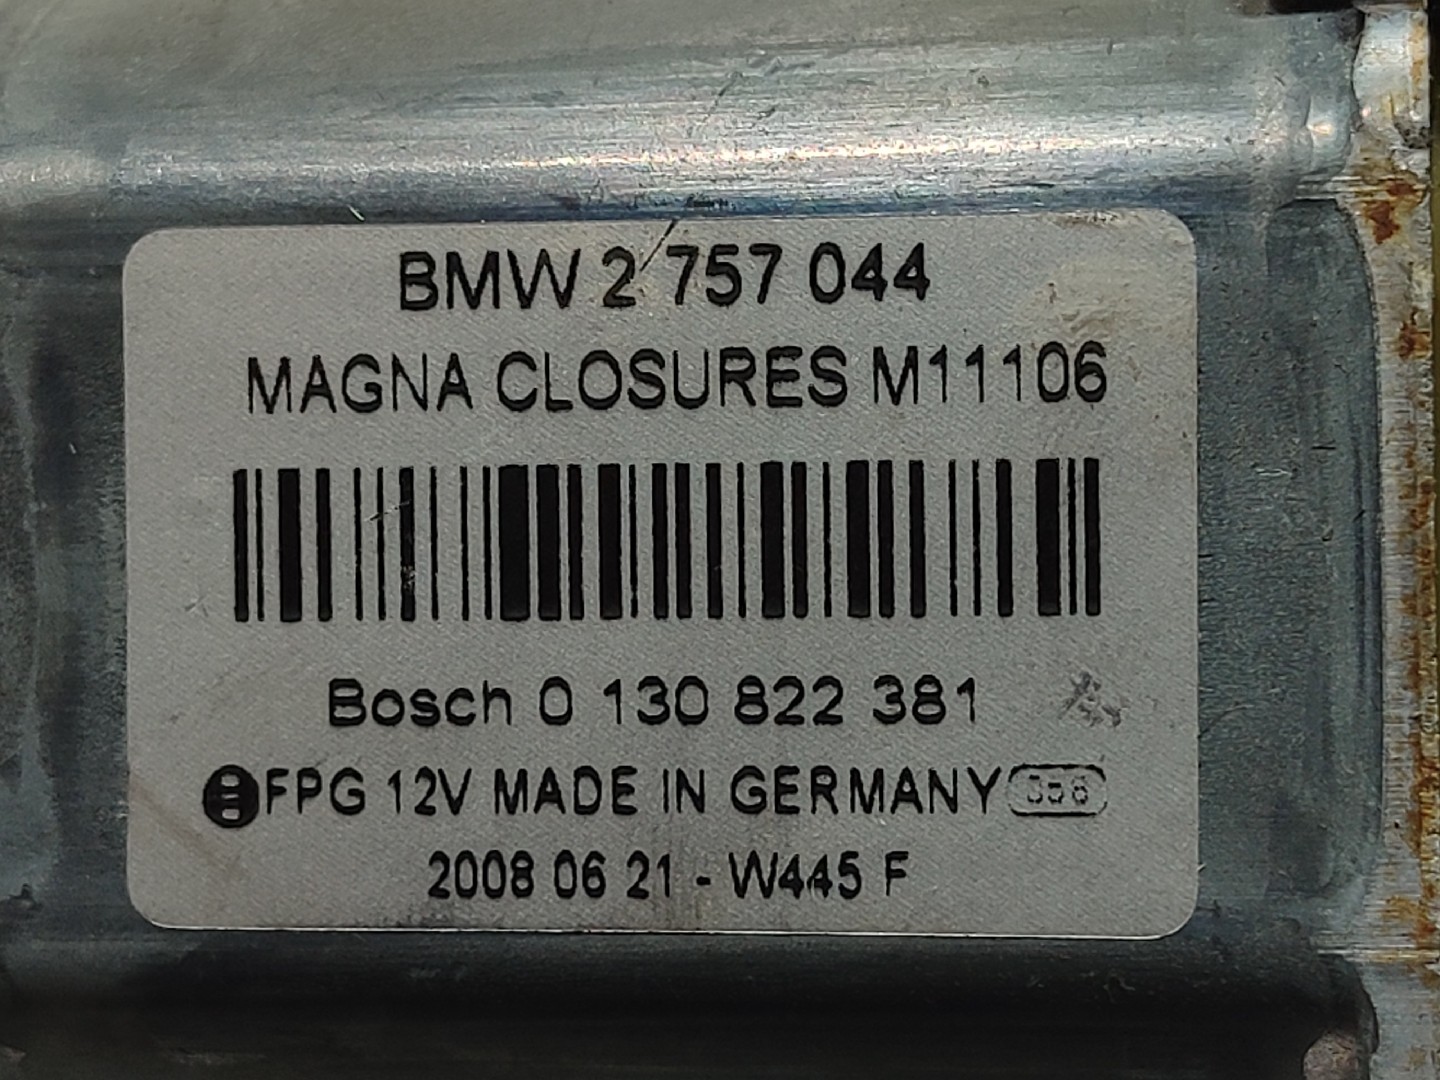 BMW 2 757 044
MAGNA CLOSURES M11106
Bosch 0 130 822 381
FPG 12V MADE IN GERMANY 356
2008 06 21 - W445 F